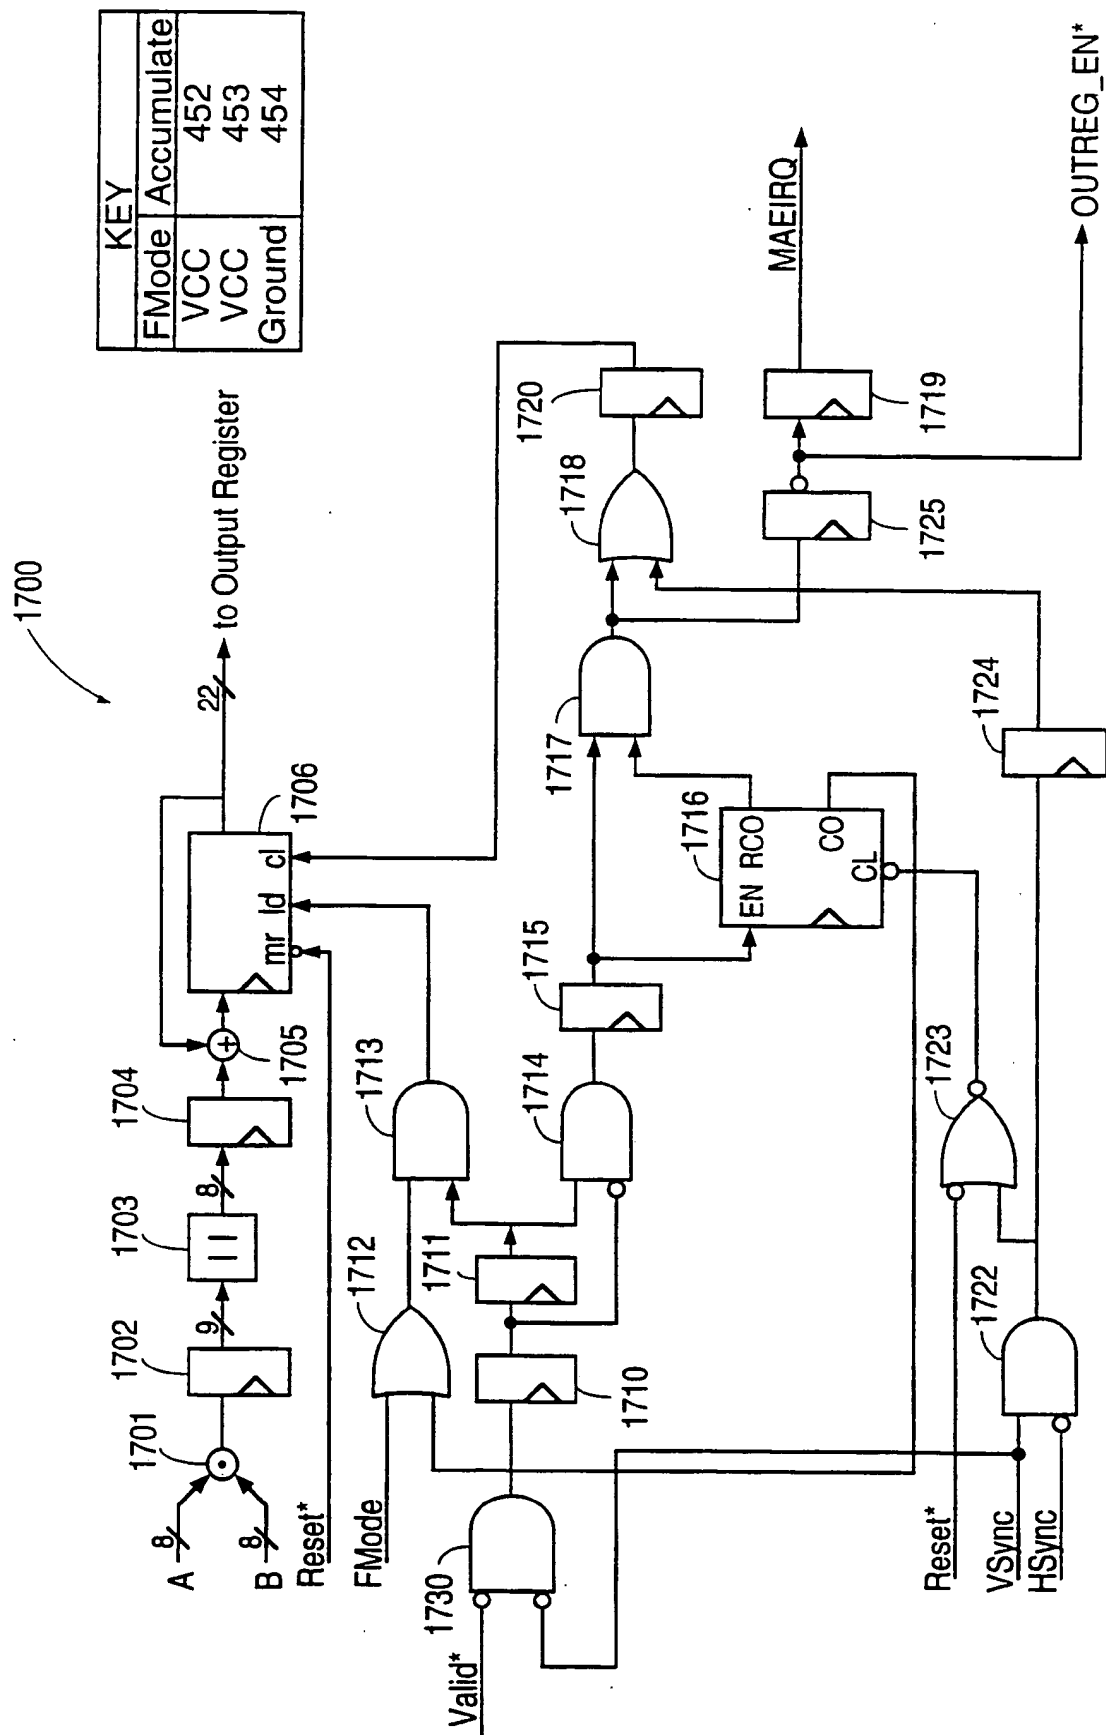 1700
KEY
FMode Accumulate
VCC 452
VCC 453
Ground 454
A 8
B 8
1701
1702
9
1703
8
1704
1705
1706
mr ld cl
22
to Output Register
Reset*
FMode
1712
1713
1720
Valid*
1730
1710
1711
1714
1715
1717
1718
1716
EN RCO
CO
CL
MAEIRQ
1719
1725
OUTREG_EN*
Reset*
VSync
HSync
1722
1723
1724